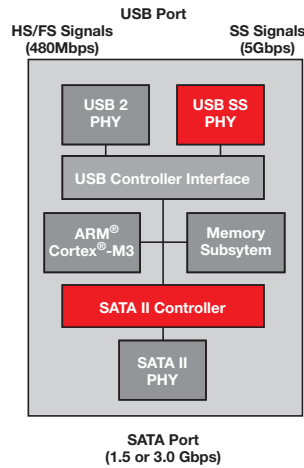 USB Port
HS/FS Signals
(480Mbps)
SS Signals
(5Gbps)
USB 2
PHY
USB SS
PHY
USB Controller Interface
ARM®
Cortex®-M3
Memory
Subsytem
SATA II Controller
SATA II
PHY
SATA Port
(1.5 or 3.0 Gbps)